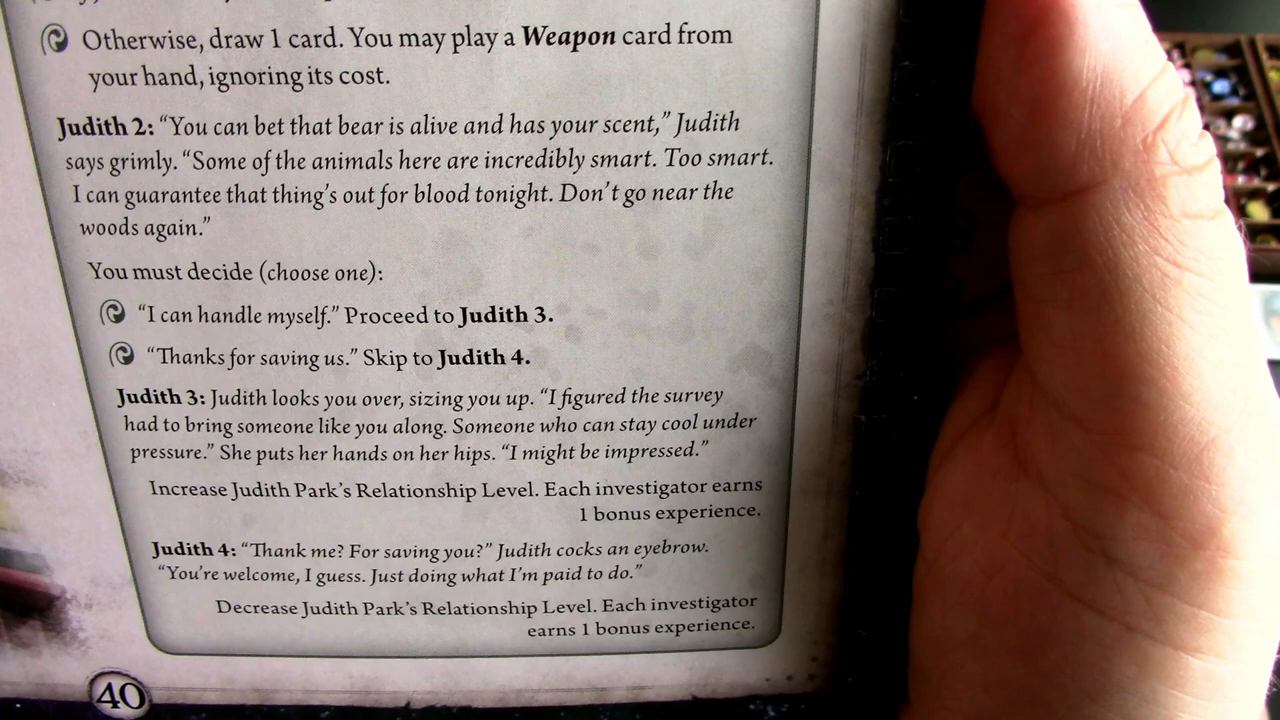 Otherwise, draw 1 card. You may play a Weapon card from
your hand, ignoring its cost.
Judith 2: “You can bet that bear is alive and has your scent,” Judith
says grimly. “Some of the animals here are incredibly smart. Too smart.
I can guarantee that thing’s out for blood tonight. Don’t go near the
woods again.”
You must decide (choose one):
“I can handle myself.” Proceed to Judith 3.
“Thanks for saving us.” Skip to Judith 4.
Judith 3: Judith looks you over, sizing you up. “I figured the survey
had to bring someone like you along. Someone who can stay cool under
pressure.” She puts her hands on her hips. “I might be impressed.”
Increase Judith Park’s Relationship Level. Each investigator earns
1 bonus experience.
Judith 4: “Thank me? For saving you?” Judith cocks an eyebrow.
“You’re welcome, I guess. Just doing what I’m paid to do.”
Decrease Judith Park’s Relationship Level. Each investigator
earns 1 bonus experience.
40